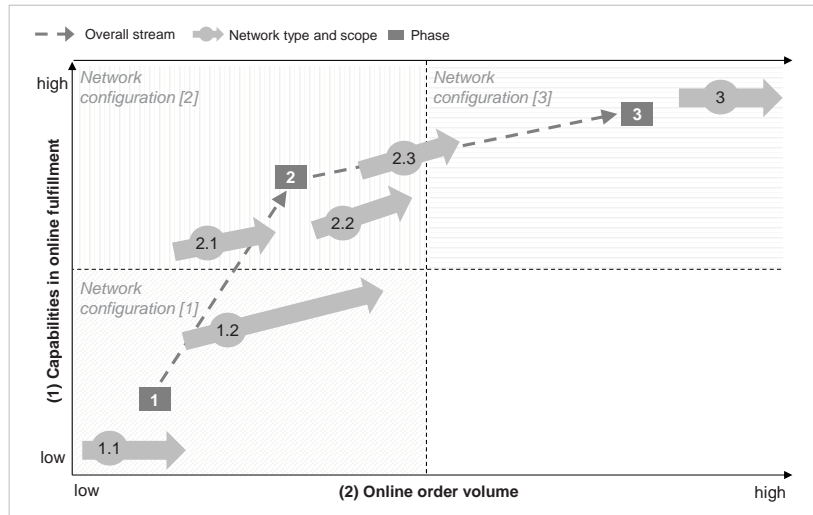 Overall stream Network type and scope Phase
high
Network
configuration [2]
Network
configuration [3]
3
3
2.3
2
2.2
2.1
(1) Capabilities in online fulfillment
Network
configuration [1]
1.2
1
1.1
low
low (2) Online order volume high